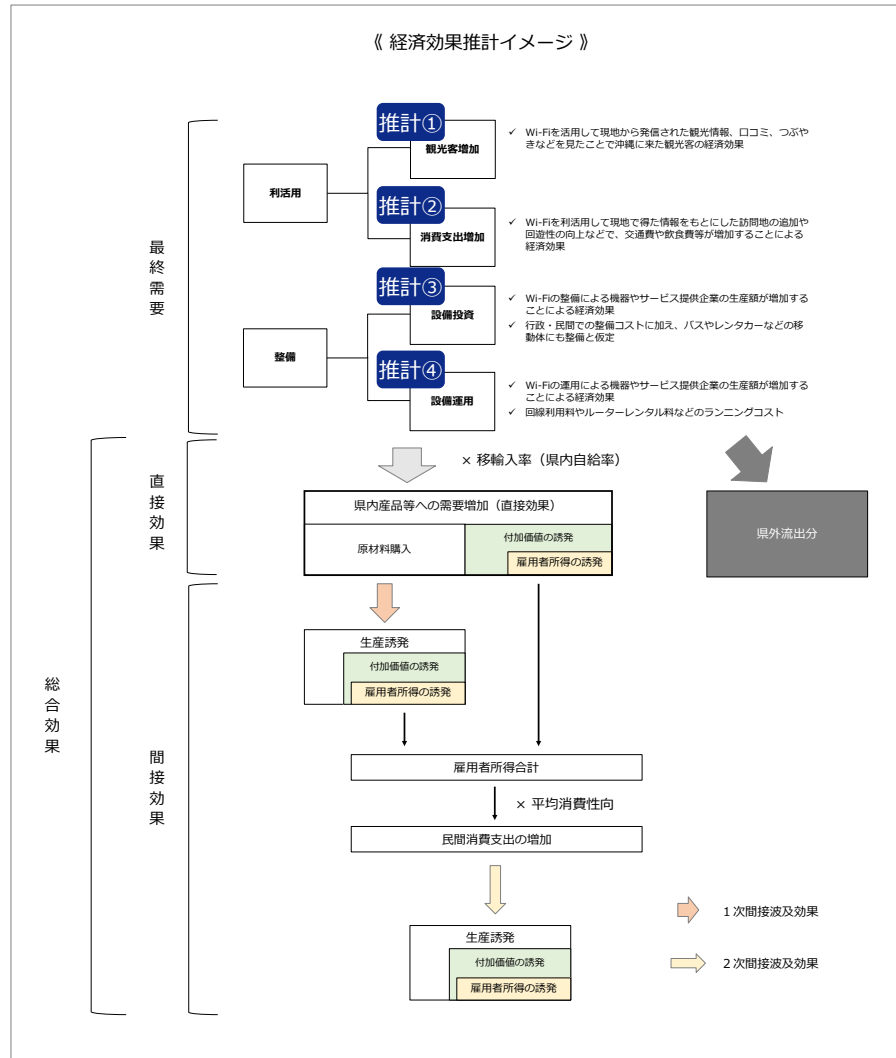 《 経済効果推計イメージ 》
最終需要
利活用
推計①
観光客増加
✓ Wi-Fiを活用して現地から発信された観光情報、口コミ、つぶや
きなどを見たことで沖縄に来た観光客の経済効果
推計②
消費支出増加
✓ Wi-Fiを利活用して現地で得た情報をもとにした訪問地の追加や
回遊性の向上などで、交通費や飲食費等が増加することによる
経済効果
整備
推計③
設備投資
✓ Wi-Fiの整備による機器やサービス提供企業の生産額が増加する
ことによる経済効果
✓ 行政・民間での整備コストに加え、バスやレンタカーなどの移
動体にも整備と仮定
推計④
設備運用
✓ Wi-Fiの運用による機器やサービス提供企業の生産額が増加する
ことによる経済効果
✓ 回線利用料やルーターレンタル料などのランニングコスト
総合効果
直接効果
× 移輸入率（県内自給率）
県内産品等への需要増加（直接効果）
原材料購入
付加価値の誘発
雇用者所得の誘発
県外流出分
間接効果
生産誘発
付加価値の誘発
雇用者所得の誘発
雇用者所得合計
× 平均消費性向
民間消費支出の増加
生産誘発
付加価値の誘発
雇用者所得の誘発
１次間接波及効果
２次間接波及効果